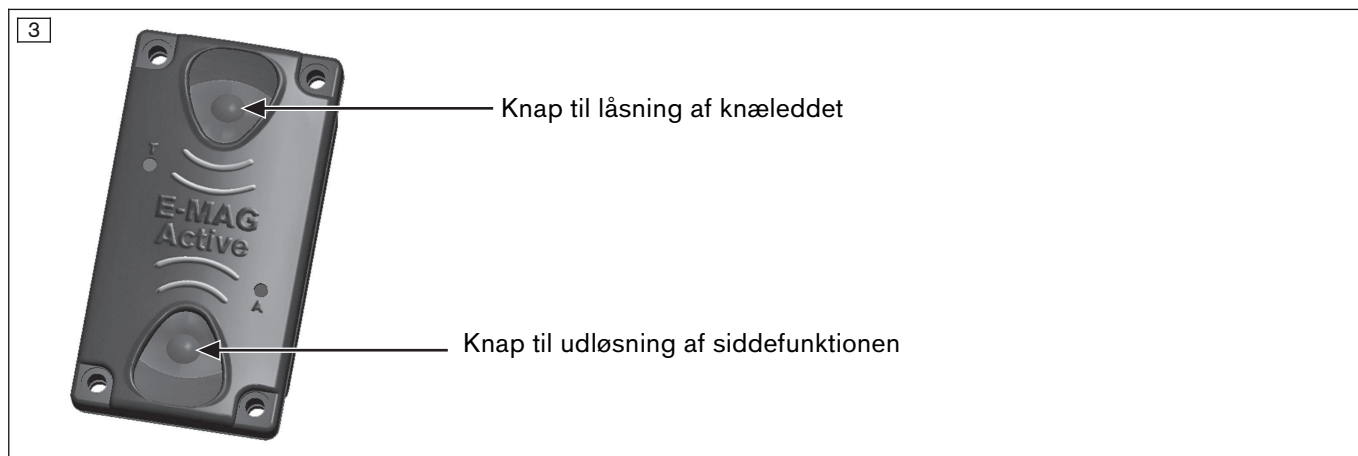 3
Knap til låsning af knæleddet
T
E-MAG
Active
A
Knap til udløsning af siddefunktionen